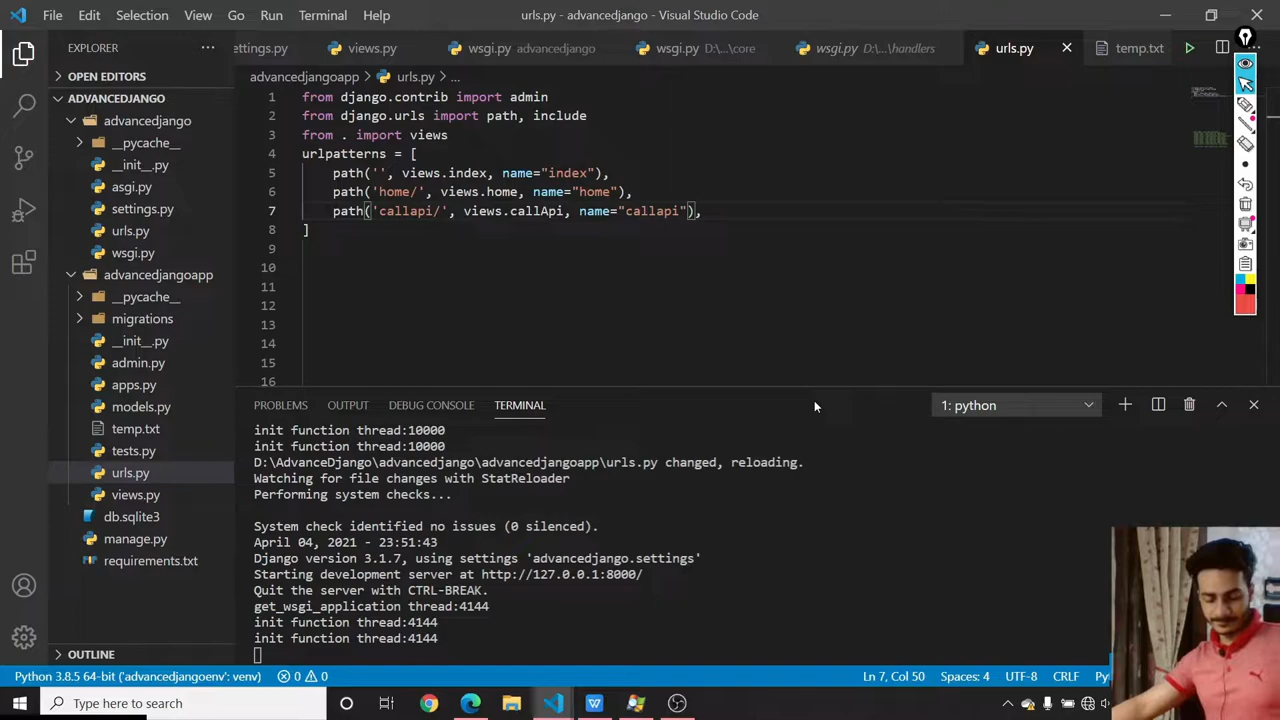 File Edit Selection View Go Run Terminal Help urls.py - advancedjango - Visual Studio Code
EXPLORER
OPEN EDITORS
ADVANCEDJANGO
advancedjango
__pycache__
__init__.py
asgi.py
settings.py
urls.py
wsgi.py
advancedjangoapp
__pycache__
migrations
__init__.py
admin.py
apps.py
models.py
temp.txt
tests.py
urls.py
views.py
db.sqlite3
manage.py
requirements.txt
OUTLINE
ettings.py views.py wsgi.py advancedjango wsgi.py D:\...\core wsgi.py D:\...\handlers urls.py temp.txt
advancedjangoapp > urls.py > ...
1 from django.contrib import admin
2 from django.urls import path, include
3 from . import views
4 urlpatterns = [
5 path('', views.index, name="index"),
6 path('home/', views.home, name="home"),
7 path('callapi/', views.callApi, name="callapi"),
8 ]
9
10
11
12
13
14
15
16
PROBLEMS OUTPUT DEBUG CONSOLE TERMINAL 1: python
init function thread:10000
init function thread:10000
D:\AdvanceDjango\advancedjango\advancedjangoapp\urls.py changed, reloading.
Watching for file changes with StatReloader
Performing system checks...
System check identified no issues (0 silenced).
April 04, 2021 - 23:51:43
Django version 3.1.7, using settings 'advancedjango.settings'
Starting development server at http://127.0.0.1:8000/
Quit the server with CTRL-BREAK.
get_wsgi_application thread:4144
init function thread:4144
init function thread:4144
Python 3.8.5 64-bit ('advancedjangoenv': venv) 0 0 Ln 7, Col 50 Spaces: 4 UTF-8 CRLF Py
Type here to search